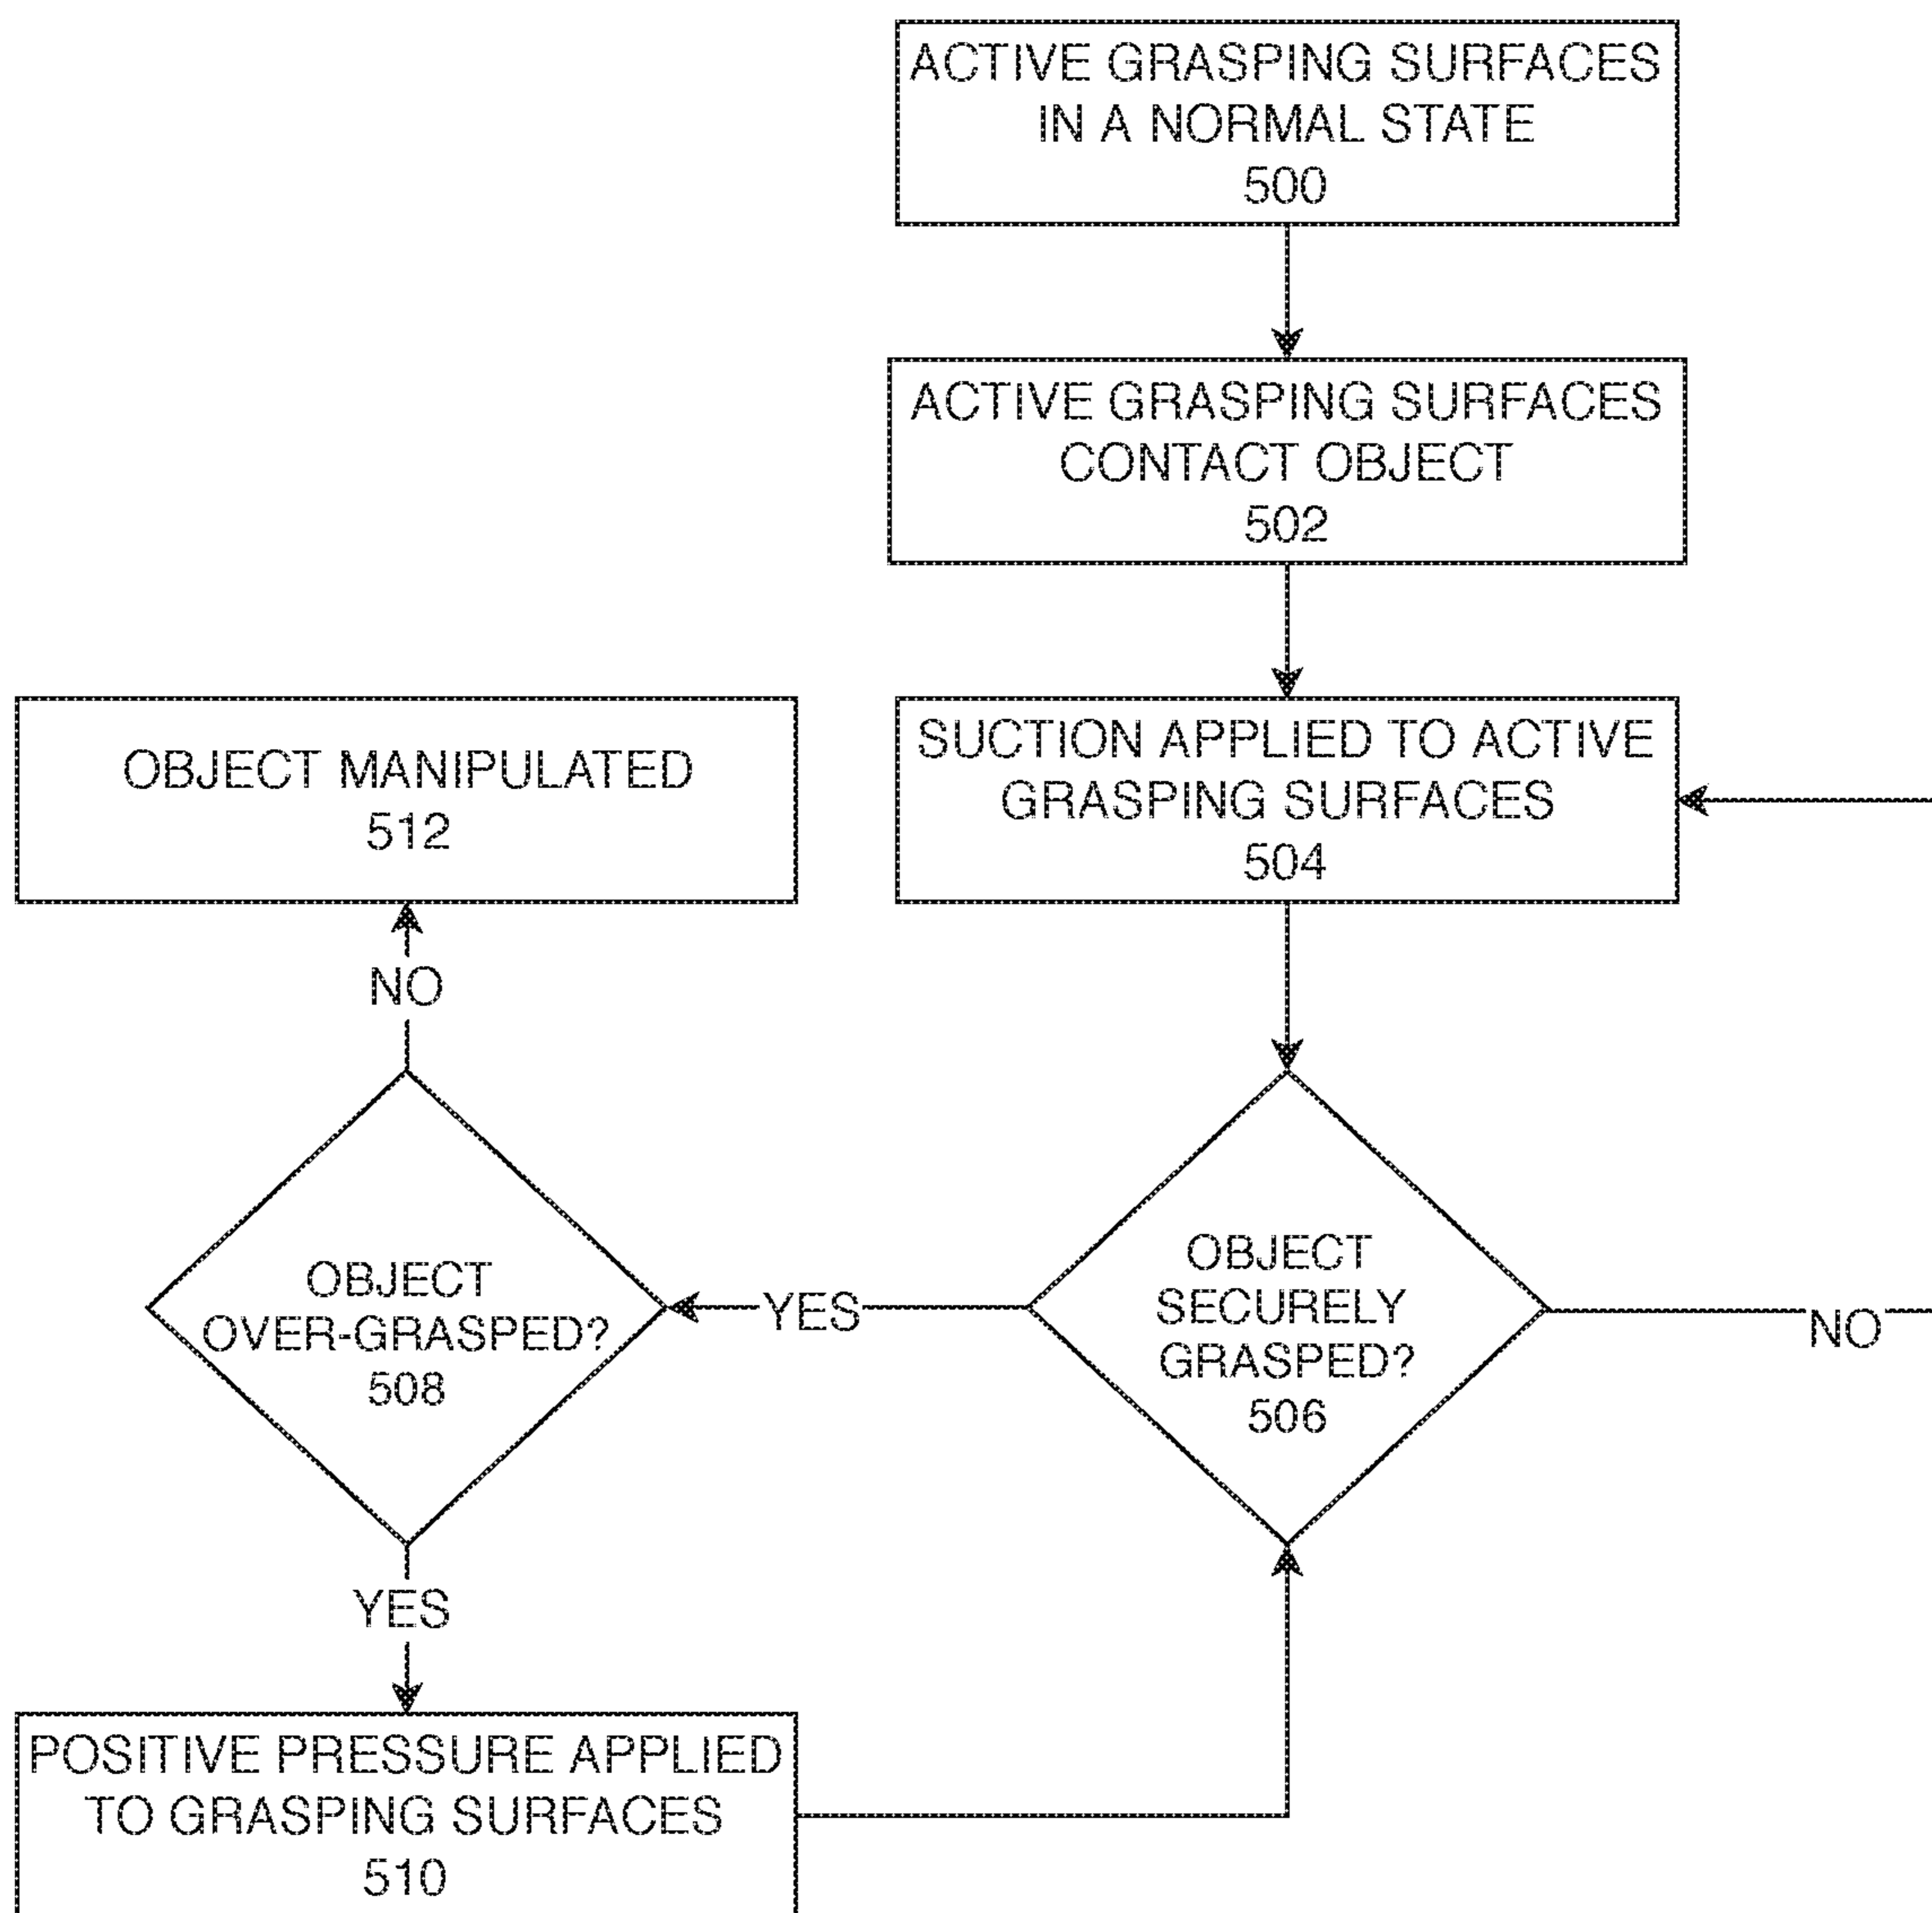 ACTIVE GRASPING SURFACES
IN A NORMAL STATE
500
ACTIVE GRASPING SURFACES
CONTACT OBJECT
502
SUCTION APPLIED TO ACTIVE
GRASPING SURFACES
504
OBJECT MANIPULATED
512
NO
OBJECT
SECURELY
GRASPED?
506
NO
YES
OBJECT
OVER-GRASPED?
508
YES
POSITIVE PRESSURE APPLIED
TO GRASPING SURFACES
510